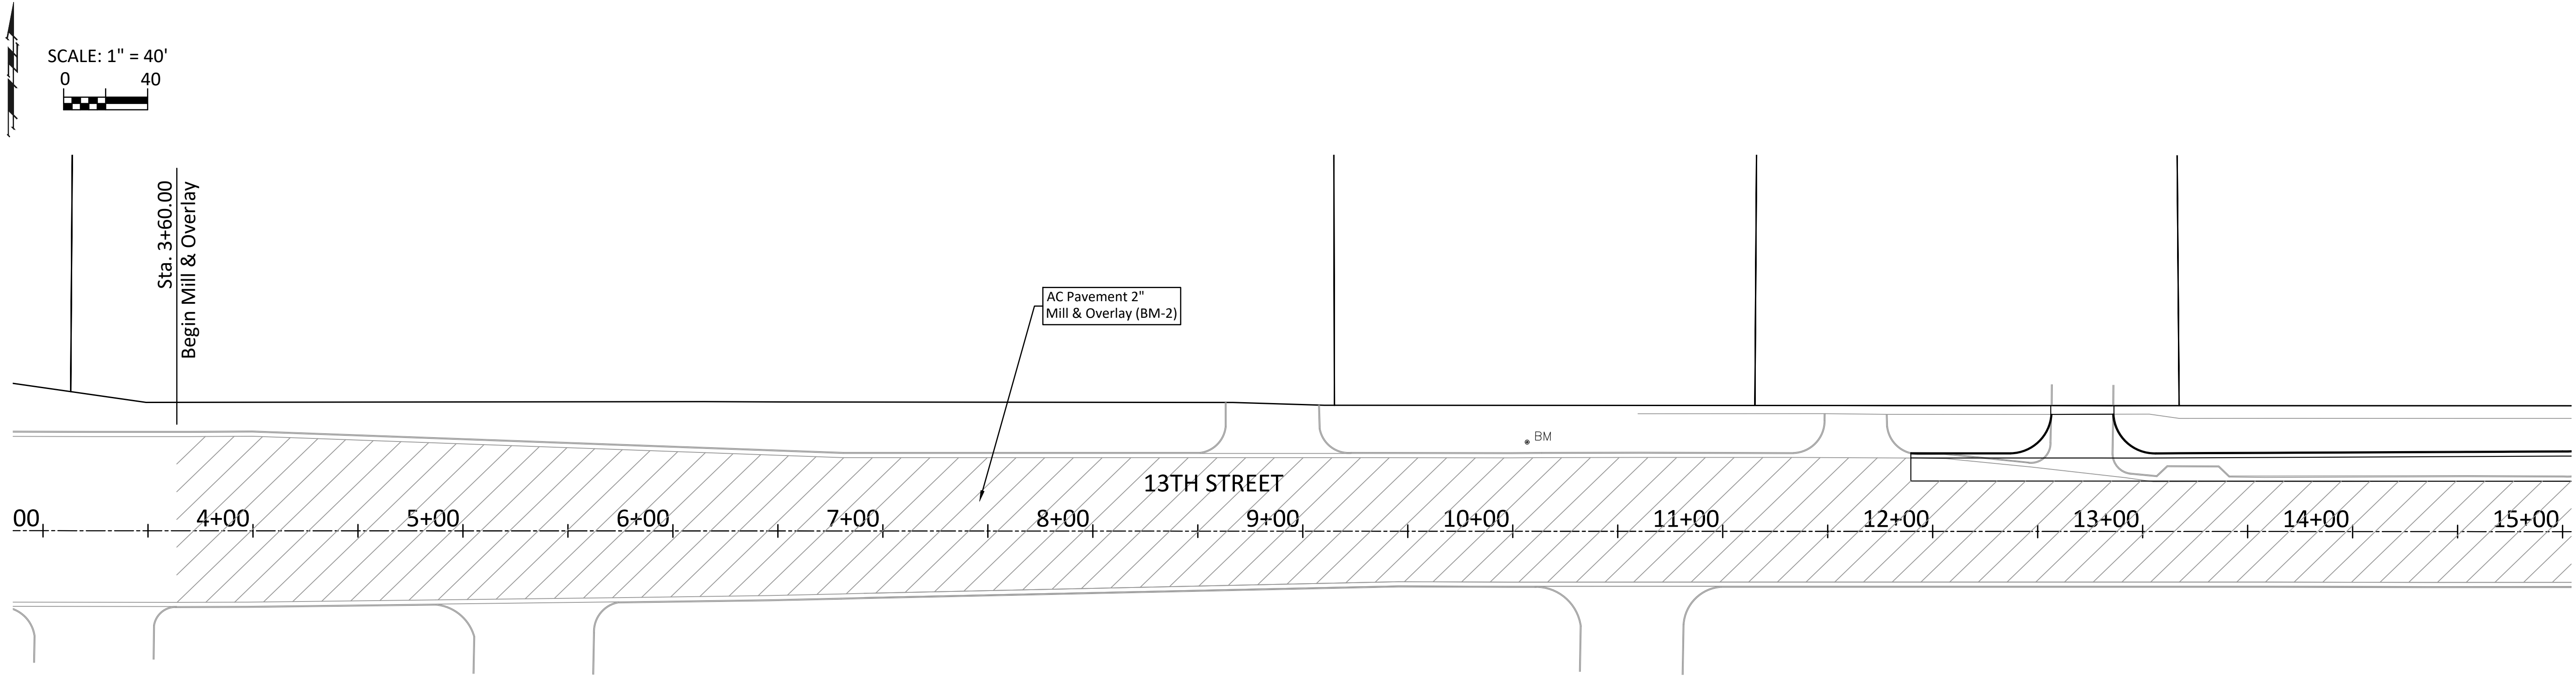 N
SCALE: 1" = 40'
0 40
Sta. 3+60.00
Begin Mill & Overlay
AC Pavement 2"
Mill & Overlay (BM-2)
BM
13TH STREET
00 4+00 5+00 6+00 7+00 8+00 9+00 10+00 11+00 12+00 13+00 14+00 15+00